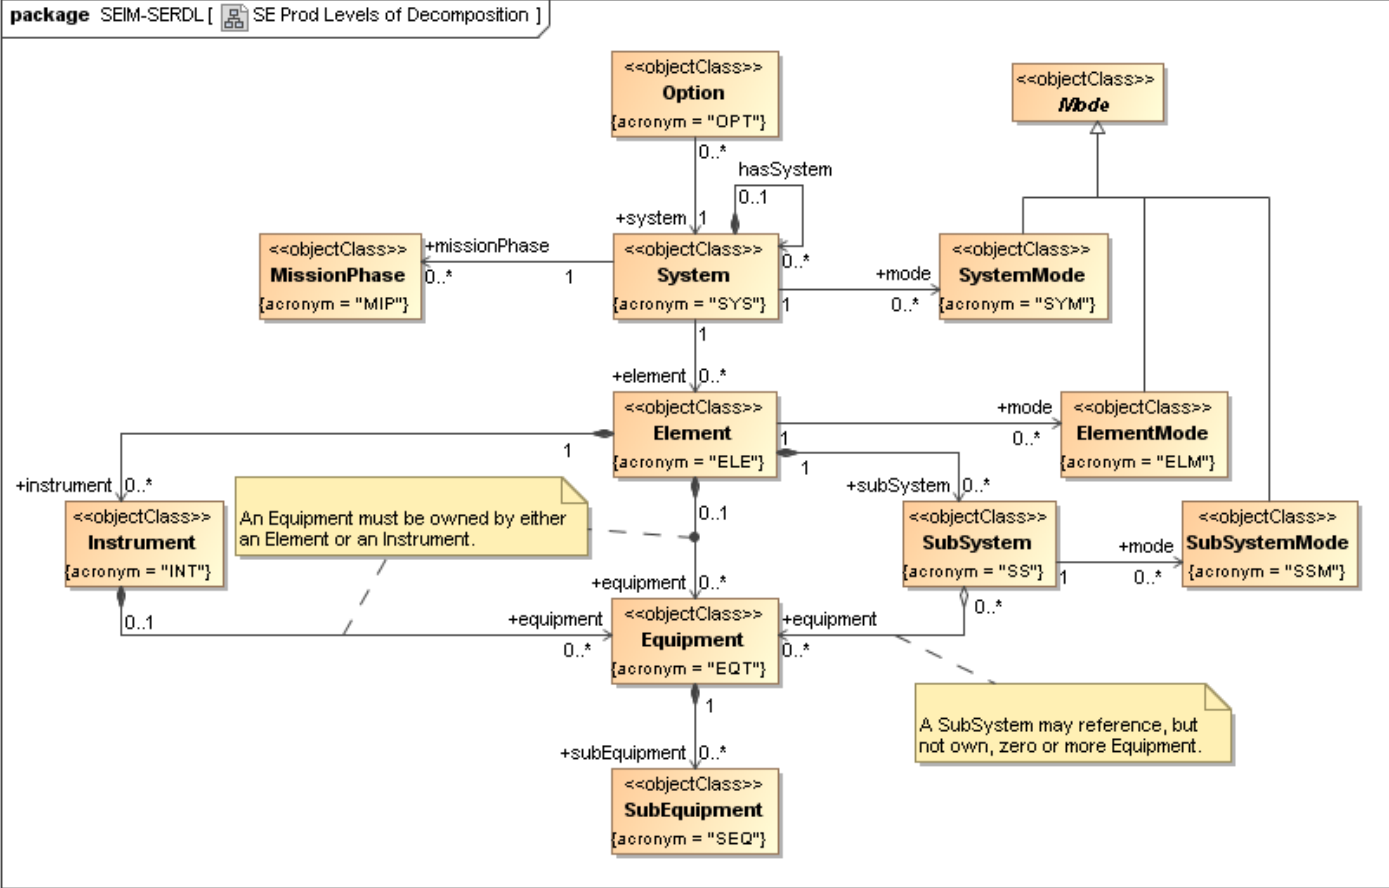 package SEIM-SERDL [ SE Prod Levels of Decomposition ]
<<objectClass>>
Option
{acronym = "OPT"}
0..*
<<objectClass>>
Mode
hasSystem
0..1
+system
1
0..*
<<objectClass>>
MissionPhase
{acronym = "MIP"}
+missionPhase
0..*
1
<<objectClass>>
System
{acronym = "SYS"}
1
+mode
0..*
<<objectClass>>
SystemMode
{acronym = "SYM"}
1
+element
0..*
<<objectClass>>
Element
{acronym = "ELE"}
1
+mode
0..*
<<objectClass>>
ElementMode
{acronym = "ELM"}
1
1
+instrument
0..*
0..1
+subSystem
0..*
An Equipment must be owned by either
an Element or an Instrument.
<<objectClass>>
Instrument
{acronym = "INT"}
<<objectClass>>
SubSystem
{acronym = "SS"}
1
+mode
0..*
<<objectClass>>
SubSystemMode
{acronym = "SSM"}
+equipment
0..*
0..1
+equipment
0..*
<<objectClass>>
Equipment
{acronym = "EQT"}
0..*
+equipment
0..*
1
A SubSystem may reference, but
not own, zero or more Equipment.
+subEquipment
0..*
<<objectClass>>
SubEquipment
{acronym = "SEQ"}